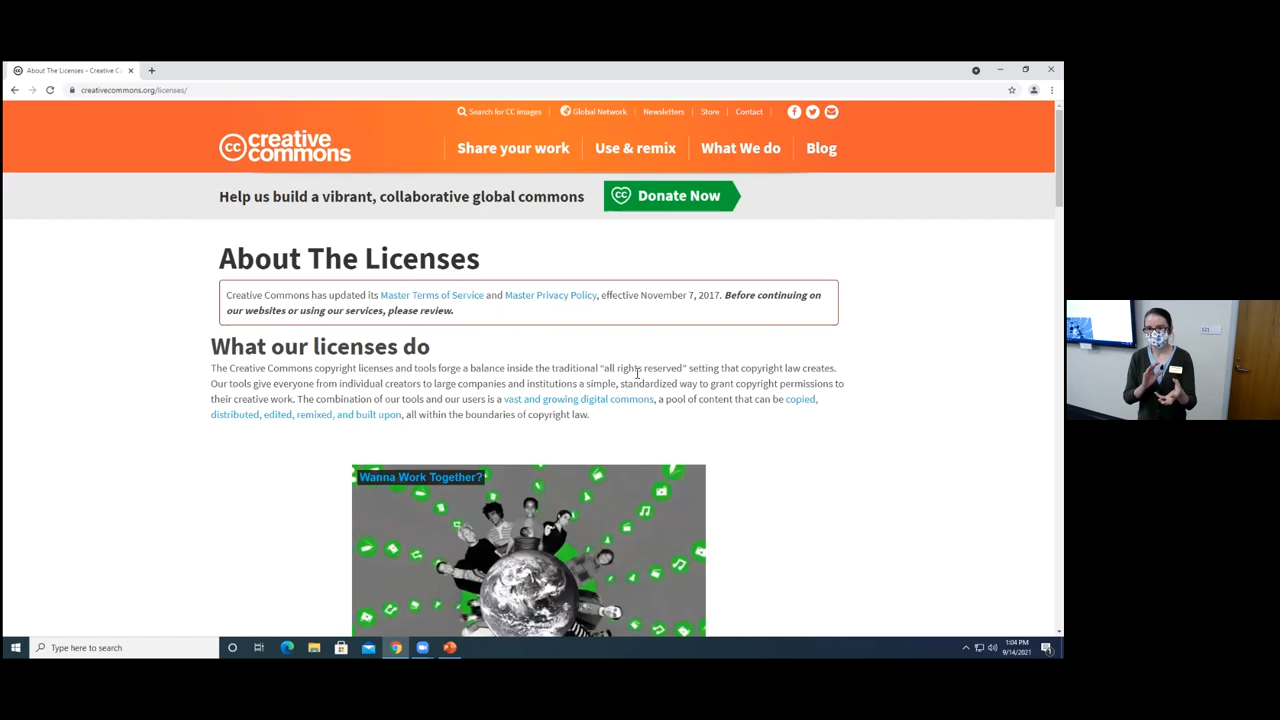 About The Licenses - Creative C
creativecommons.org/licenses/
Search for CC images
Global Network
Newsletters
Store
Contact
cc creative commons
Share your work
Use & remix
What We do
Blog
Help us build a vibrant, collaborative global commons
Donate Now
About The Licenses
Creative Commons has updated its Master Terms of Service and Master Privacy Policy, effective November 7, 2017. Before continuing on
our websites or using our services, please review.
What our licenses do
The Creative Commons copyright licenses and tools forge a balance inside the traditional “all rights reserved” setting that copyright law creates.
Our tools give everyone from individual creators to large companies and institutions a simple, standardized way to grant copyright permissions to
their creative work. The combination of our tools and our users is a vast and growing digital commons, a pool of content that can be copied,
distributed, edited, remixed, and built upon, all within the boundaries of copyright law.
Wanna Work Together?
121
Type here to search
1:04 PM
9/14/2021